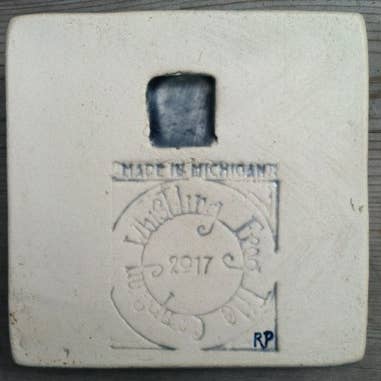 MADE IN MICHIGAN
Whistling Frog Tile Company
2017
RP